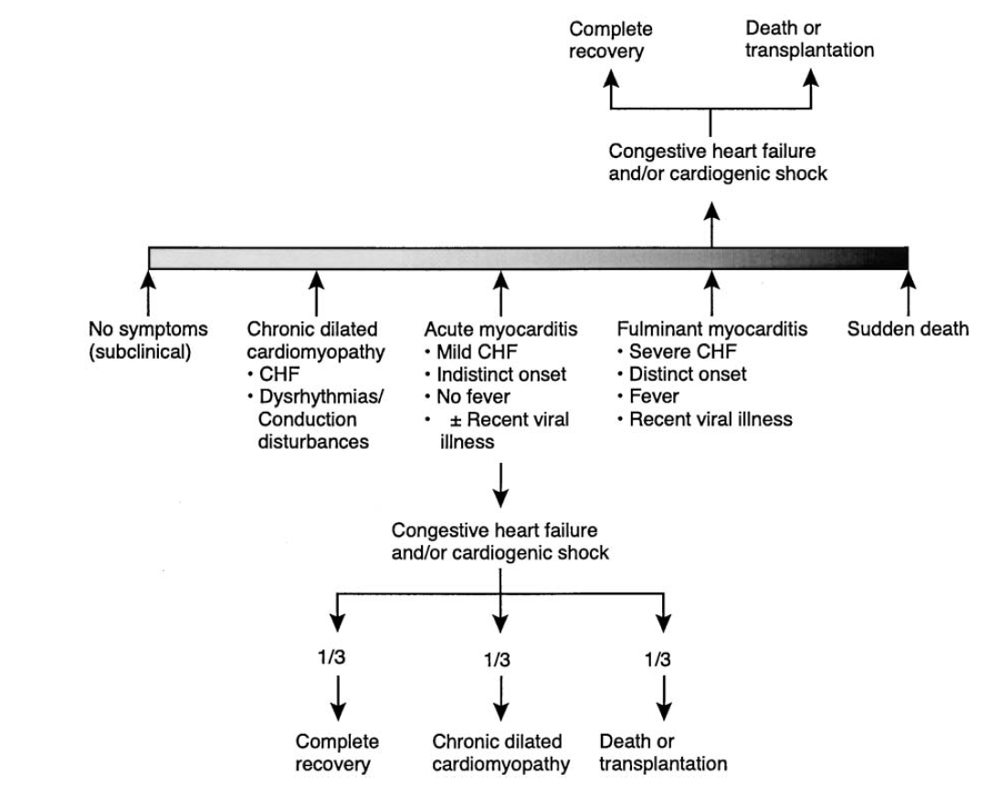 Complete
recovery
Death or
transplantation
Congestive heart failure
and/or cardiogenic shock
No symptoms
(subclinical)
Chronic dilated
cardiomyopathy
• CHF
• Dysrhythmias/
Conduction
disturbances
Acute myocarditis
• Mild CHF
• Indistinct onset
• No fever
• ± Recent viral
illness
Fulminant myocarditis
• Severe CHF
• Distinct onset
• Fever
• Recent viral illness
Sudden death
Congestive heart failure
and/or cardiogenic shock
1/3
1/3
1/3
Complete
recovery
Chronic dilated
cardiomyopathy
Death or
transplantation